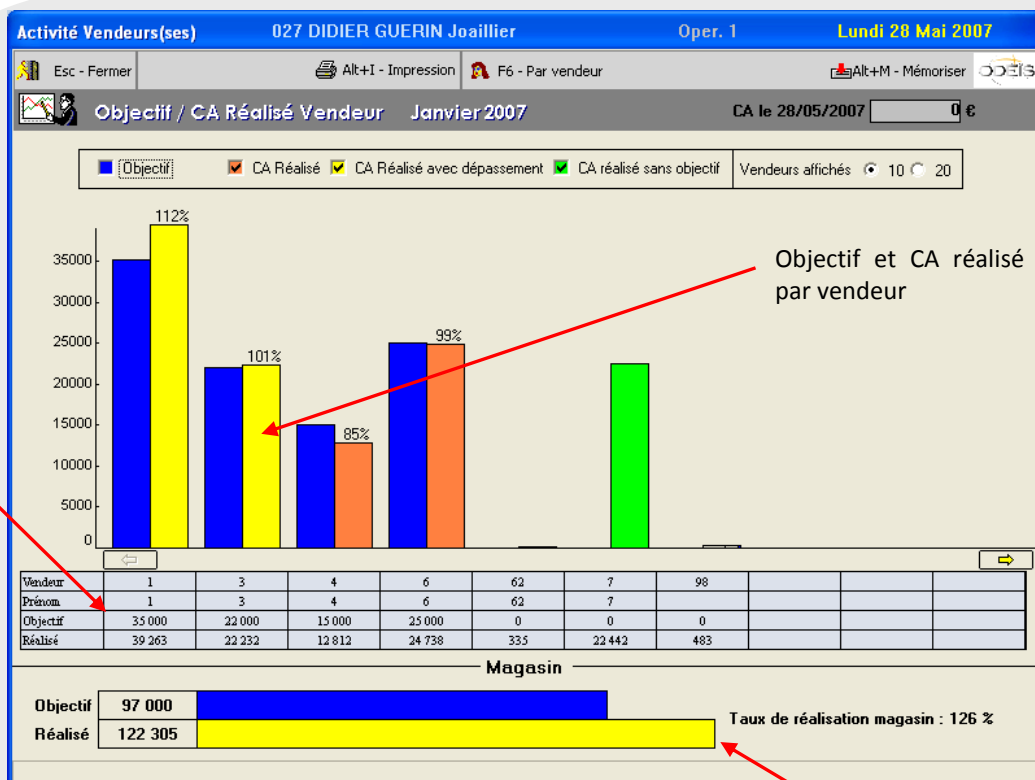 Activité Vendeurs(ses) 027 DIDIER GUERIN Joaillier Oper. 1 Lundi 28 Mai 2007
Esc - Fermer Alt+I - Impression F6 - Par vendeur Alt+M - Mémoriser ODEIS
Objectif / CA Réalisé Vendeur Janvier 2007 CA le 28/05/2007 0 €
Objectif CA Réalisé CA Réalisé avec dépassement CA réalisé sans objectif Vendeurs affichés 10 20
112%
35000
30000
25000
20000
15000
10000
5000
0
101%
85%
99%
Objectif et CA réalisé
par vendeur
Vendeur 1 3 4 6 62 7 98
Prénom 1 3 4 6 62 7
Objectif 35 000 22 000 15 000 25 000 0 0 0
Réalisé 39 263 22 232 12 812 24 738 335 22 442 483
Magasin
Objectif 97 000
Réalisé 122 305
Taux de réalisation magasin : 126 %